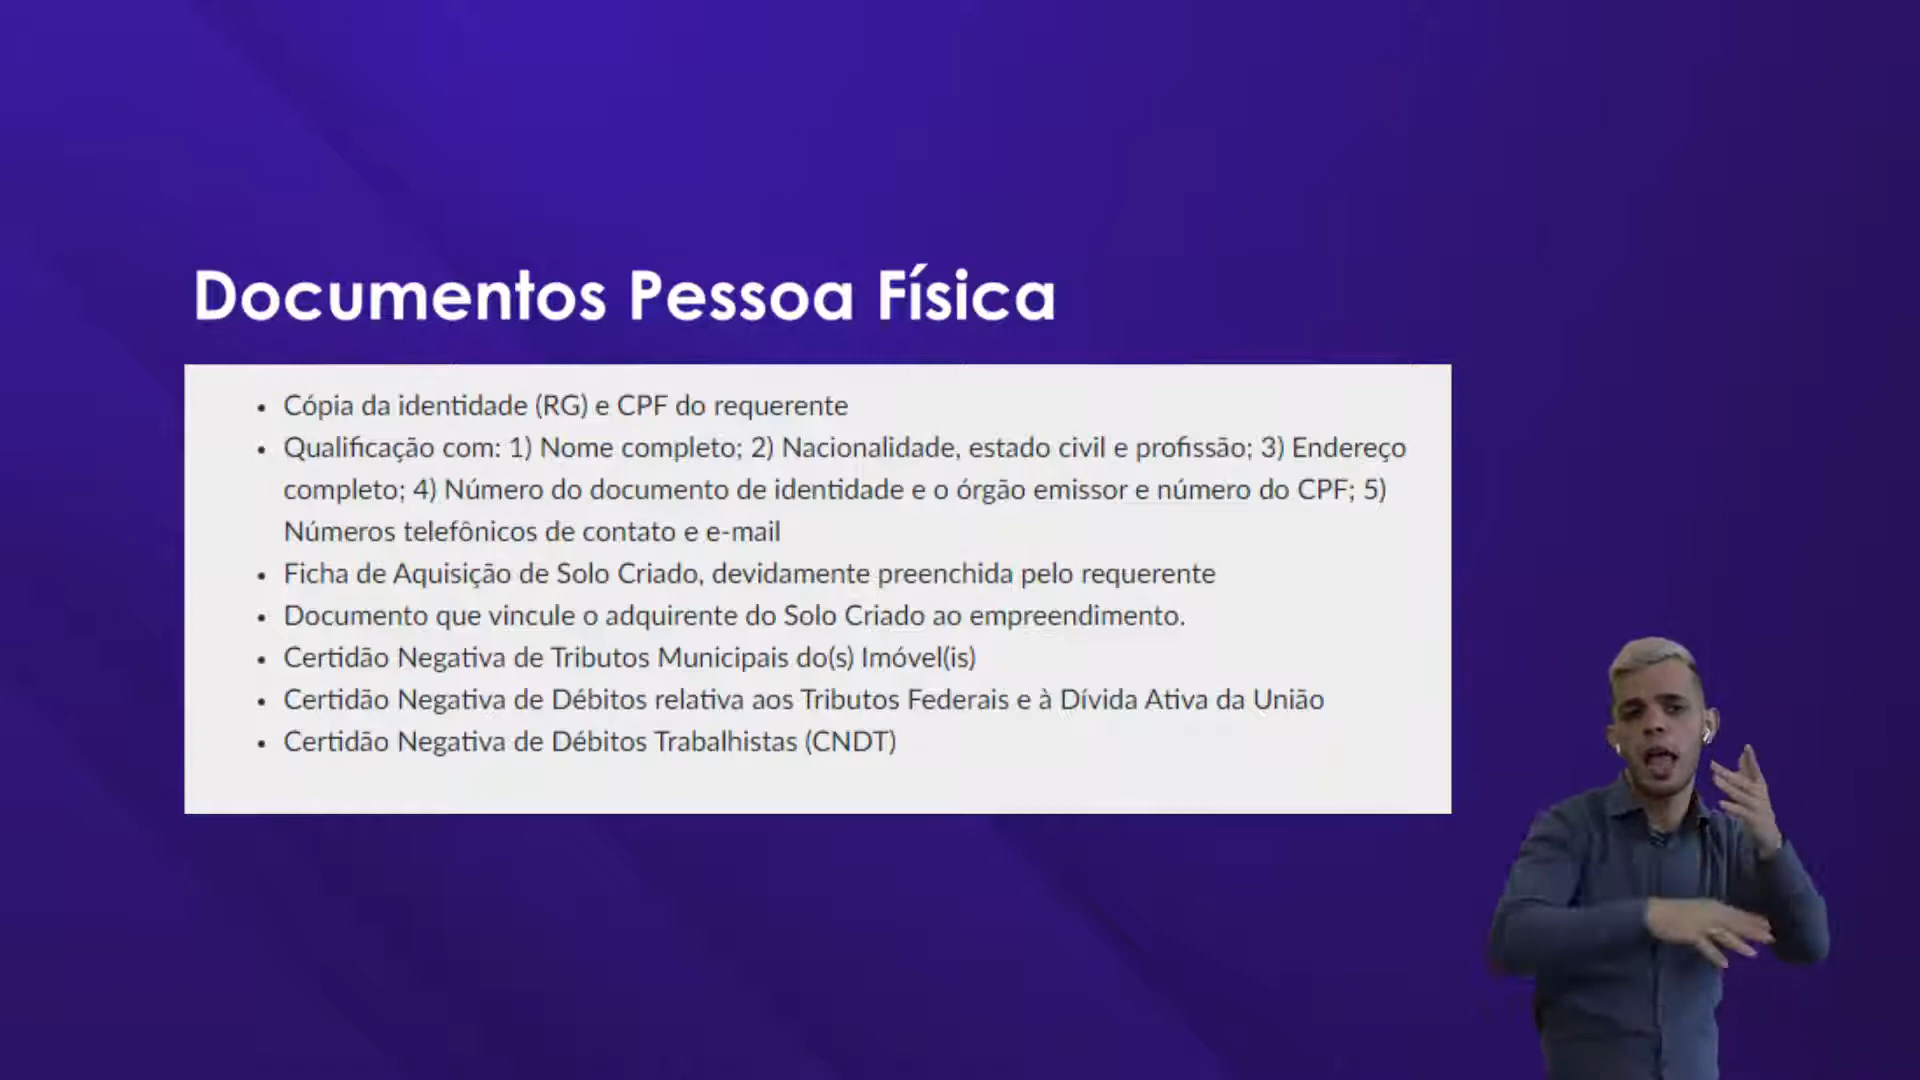 Documentos Pessoa Física
• Cópia da identidade (RG) e CPF do requerente
• Qualificação com: 1) Nome completo; 2) Nacionalidade, estado civil e profissão; 3) Endereço
completo; 4) Número do documento de identidade e o órgão emissor e número do CPF; 5)
Números telefônicos de contato e e-mail
• Ficha de Aquisição de Solo Criado, devidamente preenchida pelo requerente
• Documento que vincule o adquirente do Solo Criado ao empreendimento.
• Certidão Negativa de Tributos Municipais do(s) Imóvel(is)
• Certidão Negativa de Débitos relativa aos Tributos Federais e à Dívida Ativa da União
• Certidão Negativa de Débitos Trabalhistas (CNDT)